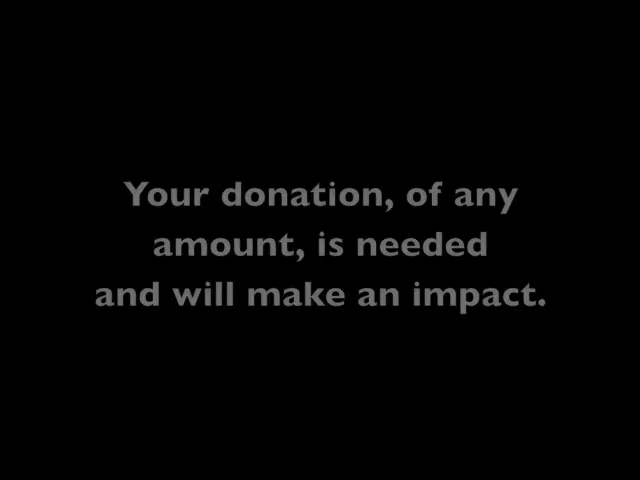 Your donation, of any
amount, is needed
and will make an impact.